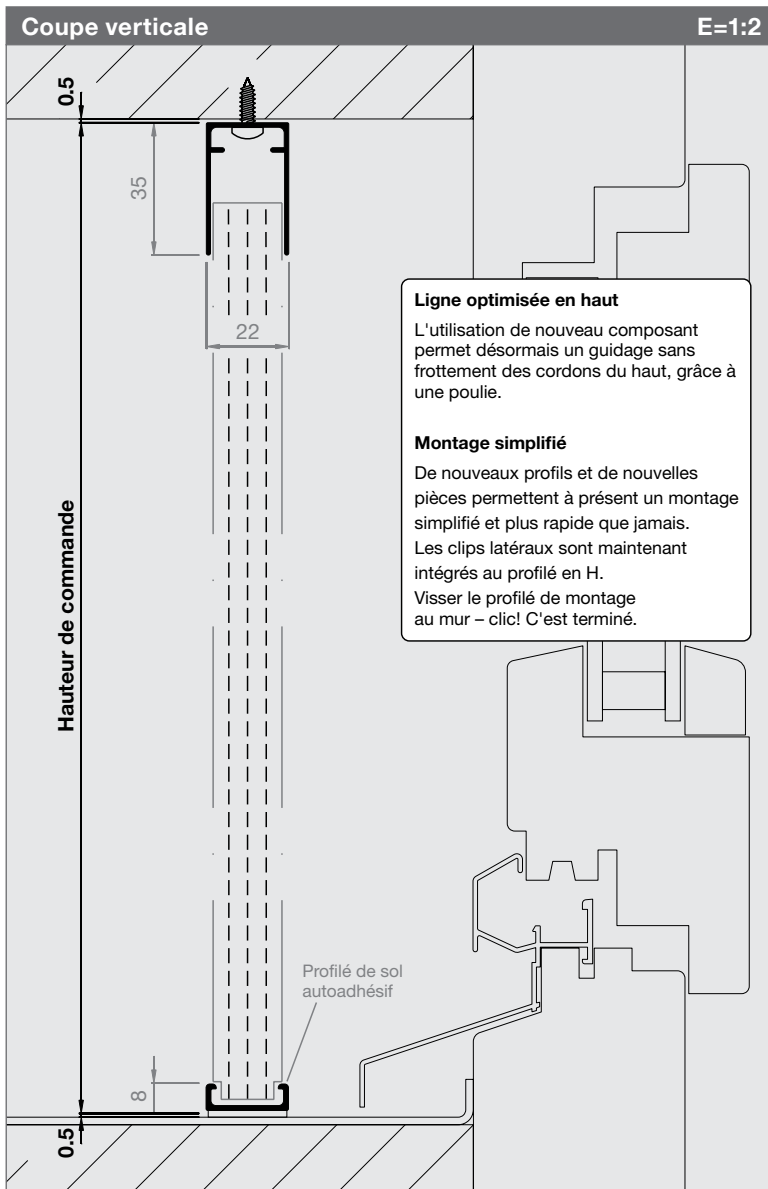 Coupe verticale E=1:2
0.5
35
22
Ligne optimisée en haut
L'utilisation de nouveau composant
permet désormais un guidage sans
frottement des cordons du haut, grâce à
une poulie.
Montage simplifié
De nouveaux profils et de nouvelles
pièces permettent à présent un montage
simplifié et plus rapide que jamais.
Les clips latéraux sont maintenant
intégrés au profilé en H.
Visser le profilé de montage
au mur – clic! C'est terminé.
Hauteur de commande
Profilé de sol
autoadhésif
8
0.5